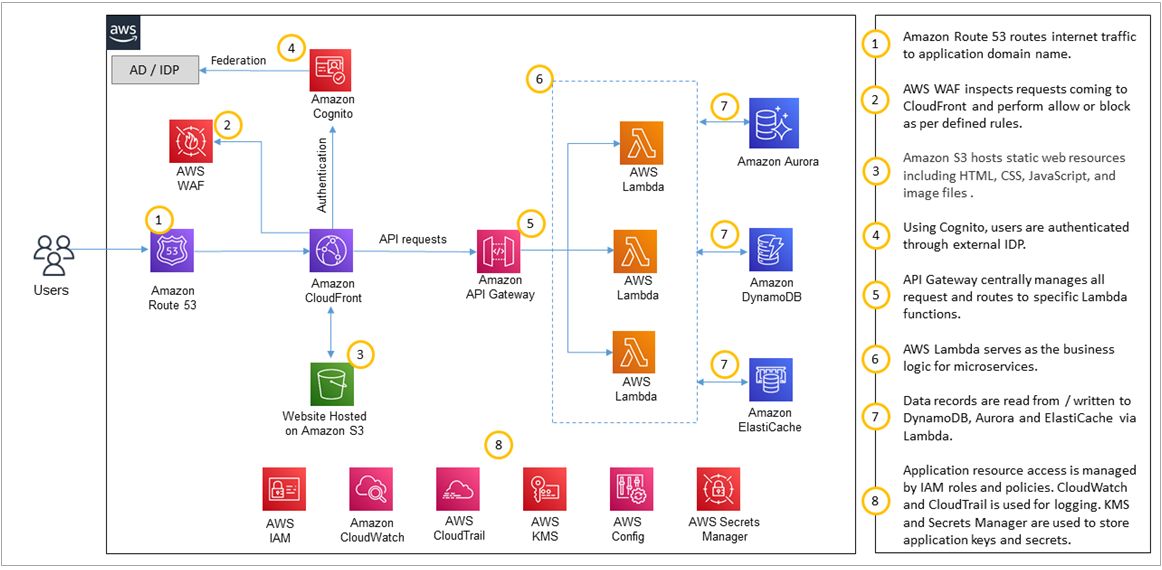 aws
4
Federation
AD / IDP
Amazon
Cognito
2
AWS
WAF
Authentication
1
53
Users
Amazon
Route 53
Amazon
CloudFront
API requests
5
Amazon
API Gateway
3
Website Hosted
on Amazon S3
6
AWS
Lambda
AWS
Lambda
AWS
Lambda
7
Amazon Aurora
7
Amazon
DynamoDB
7
Amazon
ElastiCache
8
AWS
IAM
Amazon
CloudWatch
AWS
CloudTrail
AWS
KMS
AWS
Config
AWS Secrets
Manager
1
Amazon Route 53 routes internet traffic
to application domain name.
2
AWS WAF inspects requests coming to
CloudFront and perform allow or block
as per defined rules.
3
Amazon S3 hosts static web resources
including HTML, CSS, JavaScript, and
image files .
4
Using Cognito, users are authenticated
through external IDP.
5
API Gateway centrally manages all
request and routes to specific Lambda
functions.
6
AWS Lambda serves as the business
logic for microservices.
7
Data records are read from / written to
DynamoDB, Aurora and ElastiCache via
Lambda.
8
Application resource access is managed
by IAM roles and policies. CloudWatch
and CloudTrail is used for logging. KMS
and Secrets Manager are used to store
application keys and secrets.